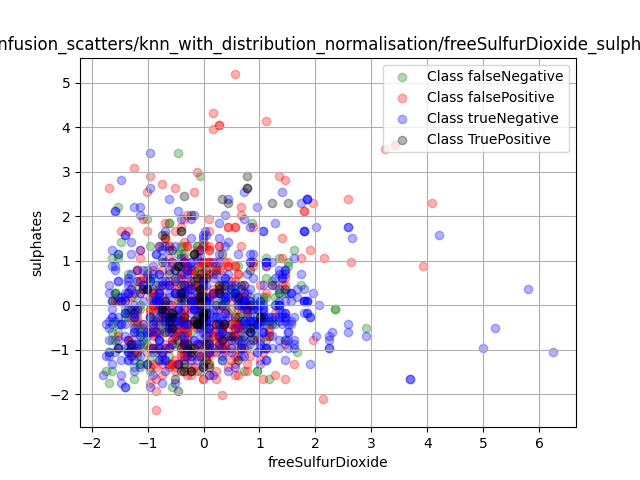 nfusion_scatters/knn_with_distribution_normalisation/freeSulfurDioxide_sulph
Class falseNegative
Class falsePositive
Class trueNegative
Class TruePositive
5
4
3
2
1
0
−1
−2
sulphates
−2 −1 0 1 2 3 4 5 6
freeSulfurDioxide